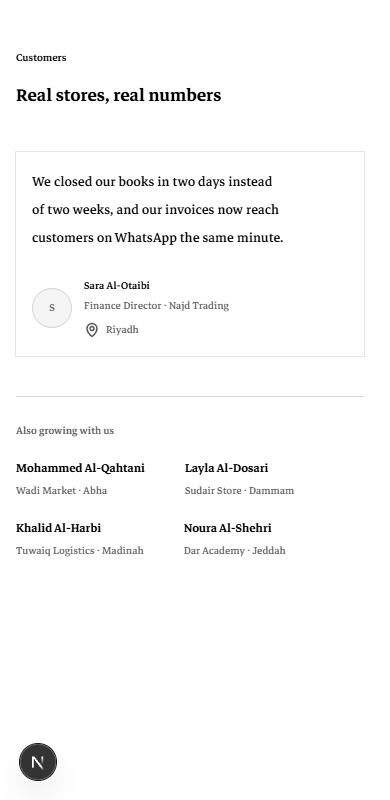 Customers
Real stores, real numbers
We closed our books in two days instead
of two weeks, and our invoices now reach
customers on WhatsApp the same minute.
S
Sara Al-Otaibi
Finance Director · Najd Trading
Riyadh
Also growing with us
Mohammed Al-Qahtani
Wadi Market · Abha
Layla Al-Dosari
Sudair Store · Dammam
Khalid Al-Harbi
Tuwaiq Logistics · Madinah
Noura Al-Shehri
Dar Academy · Jeddah
N